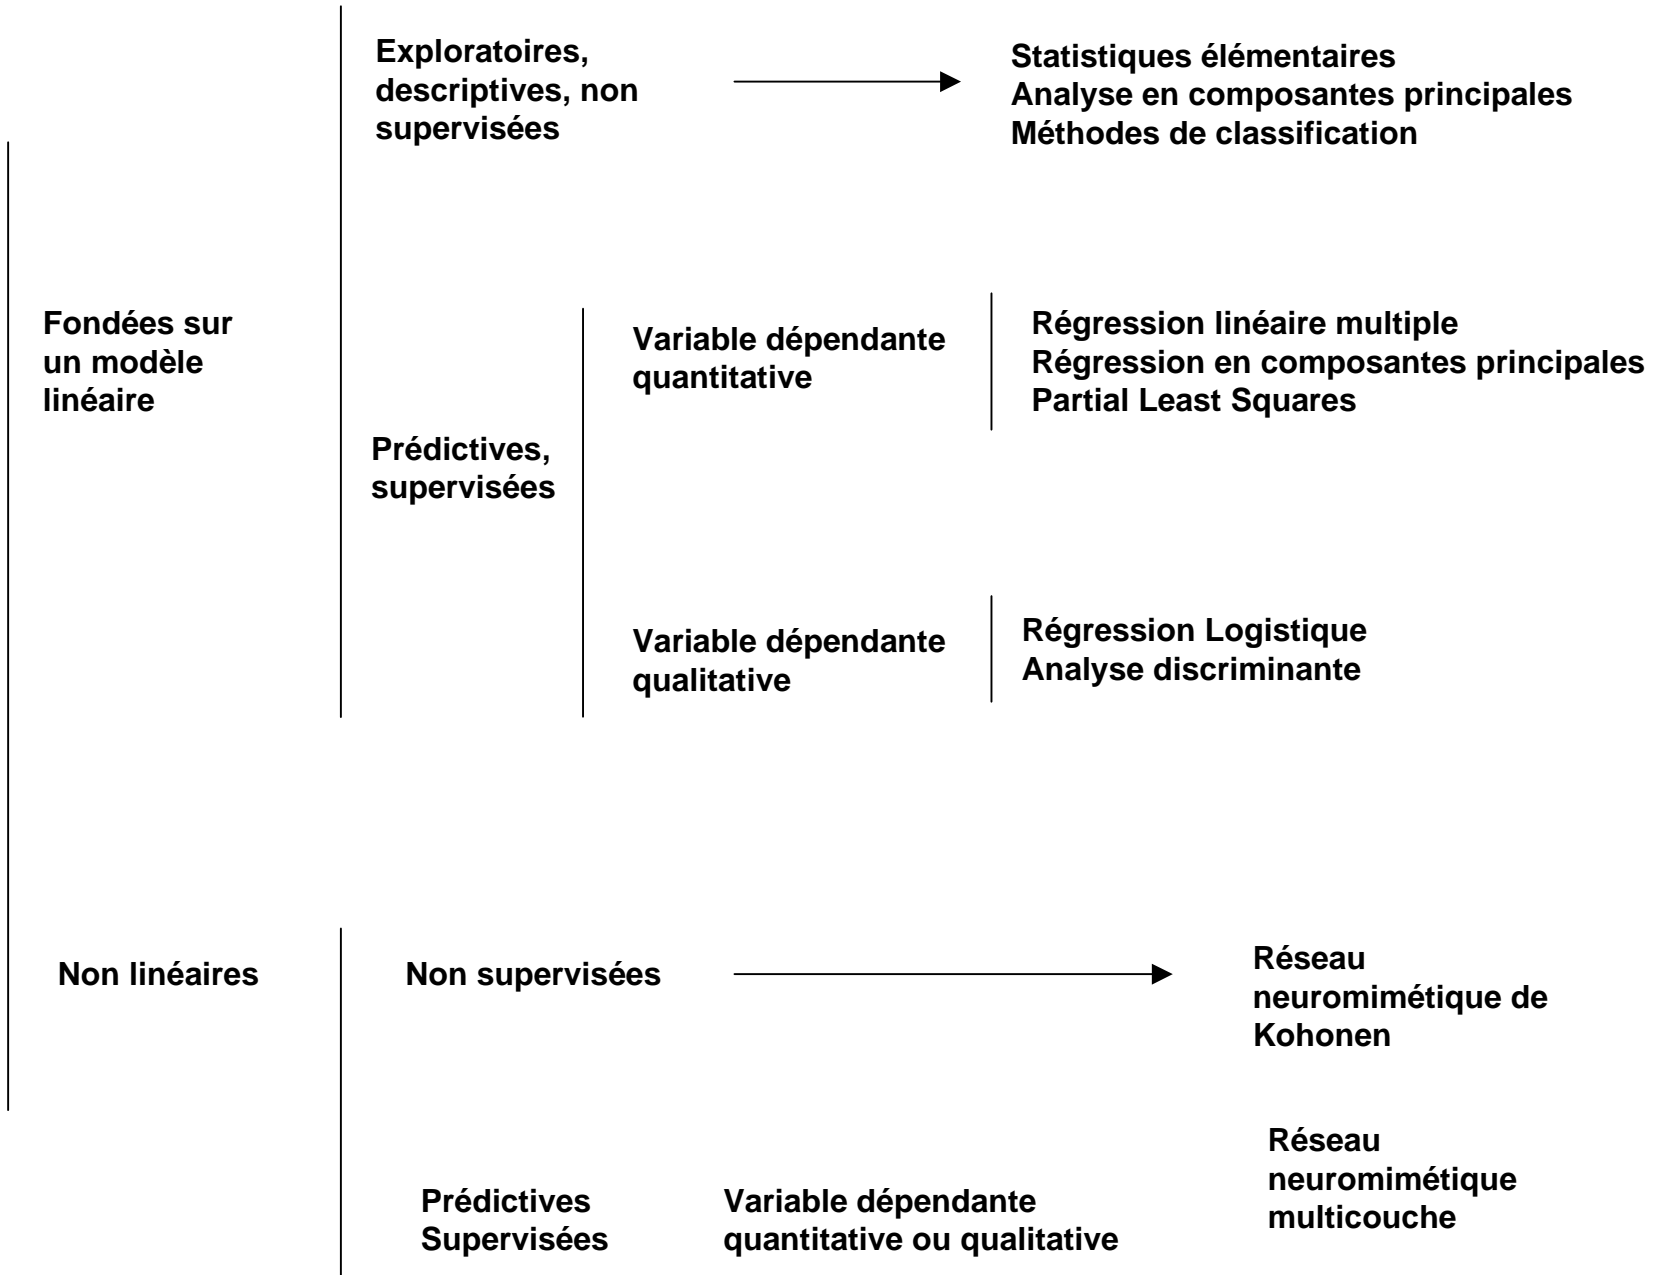 Exploratoires,
descriptives, non
supervisées
Statistiques élémentaires
Analyse en composantes principales
Méthodes de classification
Fondées sur
un modèle
linéaire
Prédictives,
supervisées
Variable dépendante
quantitative
Régression linéaire multiple
Régression en composantes principales
Partial Least Squares
Variable dépendante
qualitative
Régression Logistique
Analyse discriminante
Non linéaires
Non supervisées
Réseau
neuromimétique de
Kohonen
Prédictives
Supervisées
Variable dépendante
quantitative ou qualitative
Réseau
neuromimétique
multicouche